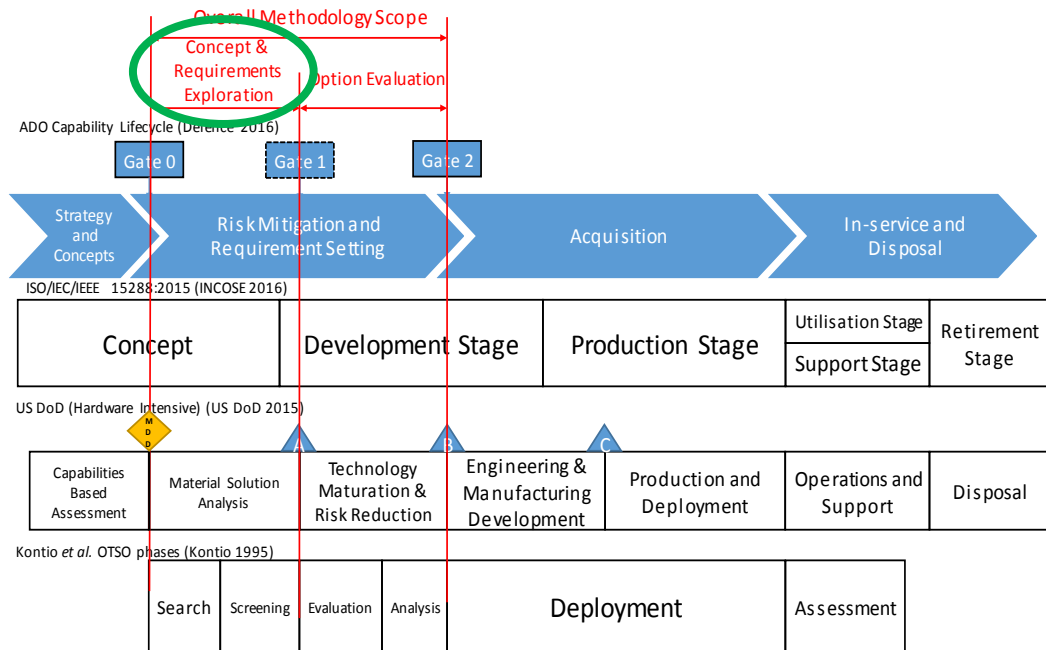 Overall Methodology Scope
Concept &
Requirements
Exploration
Option Evaluation
ADO Capability Lifecycle (Defence 2016)
Gate 0
Gate 1
Gate 2
Strategy
and
Concepts
Risk Mitigation and
Requirement Setting
Acquisition
In-service and
Disposal
ISO/IEC/IEEE 15288:2015 (INCOSE 2016)
Concept
Development Stage
Production Stage
Utilisation Stage
Support Stage
Retirement
Stage
US DoD (Hardware Intensive) (US DoD 2015)
M
D
D
A
B
C
Capabilities
Based
Assessment
Material Solution
Analysis
Technology
Maturation &
Risk Reduction
Engineering &
Manufacturing
Development
Production and
Deployment
Operations and
Support
Disposal
Kontio et al. OTSO phases (Kontio 1995)
Search
Screening
Evaluation
Analysis
Deployment
Assessment